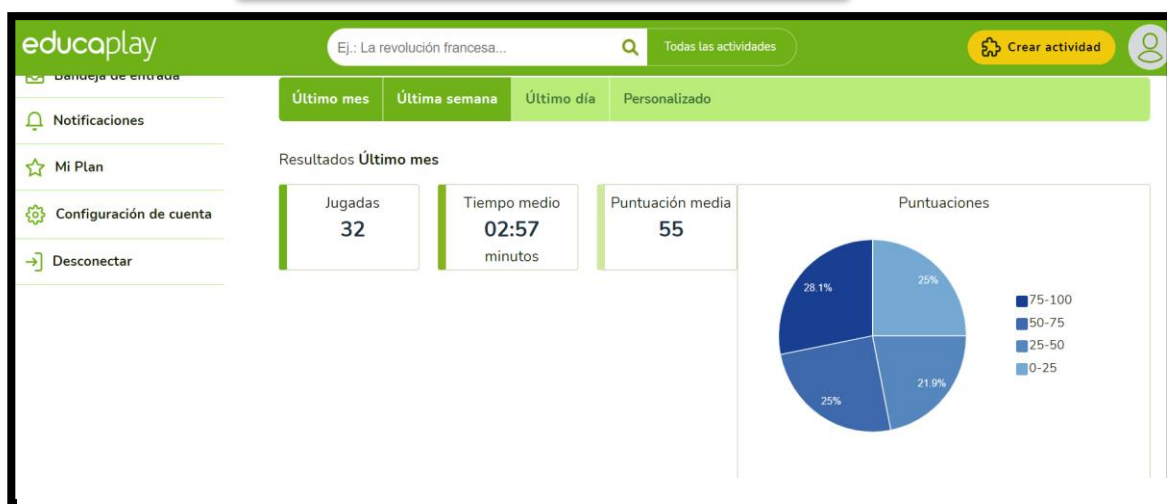 educaplay
Ej.: La revolución francesa...
Todas las actividades
Crear actividad
Bandeja de entrada
Notificaciones
Mi Plan
Configuración de cuenta
Desconectar
Último mes
Última semana
Último día
Personalizado
Resultados Último mes
Jugadas
32
Tiempo medio
02:57
minutos
Puntuación media
55
Puntuaciones
28.1%
25%
21.9%
25%
75-100
50-75
25-50
0-25